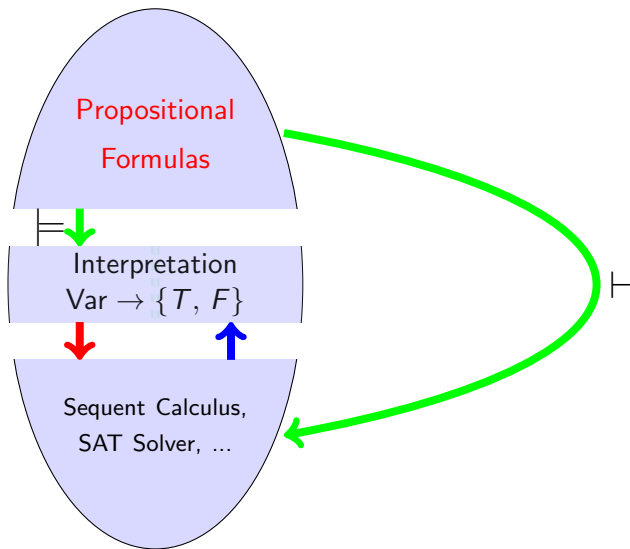 Propositional
Formulas
⊨
Interpretation
Var → {T, F}
⊢
Sequent Calculus,
SAT Solver, ...